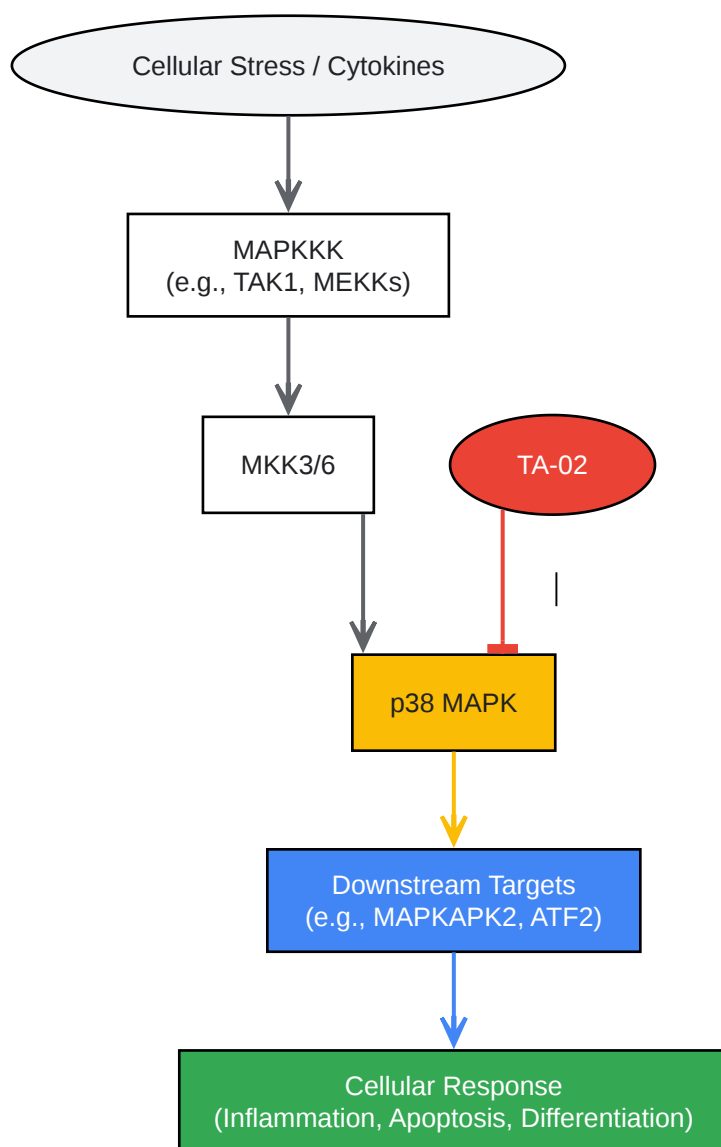 Cellular Stress / Cytokines
MAPKKK
(e.g., TAK1, MEKKs)
MKK3/6
TA-02
|
p38 MAPK
Downstream Targets
(e.g., MAPKAPK2, ATF2)
Cellular Response
(Inflammation, Apoptosis, Differentiation)